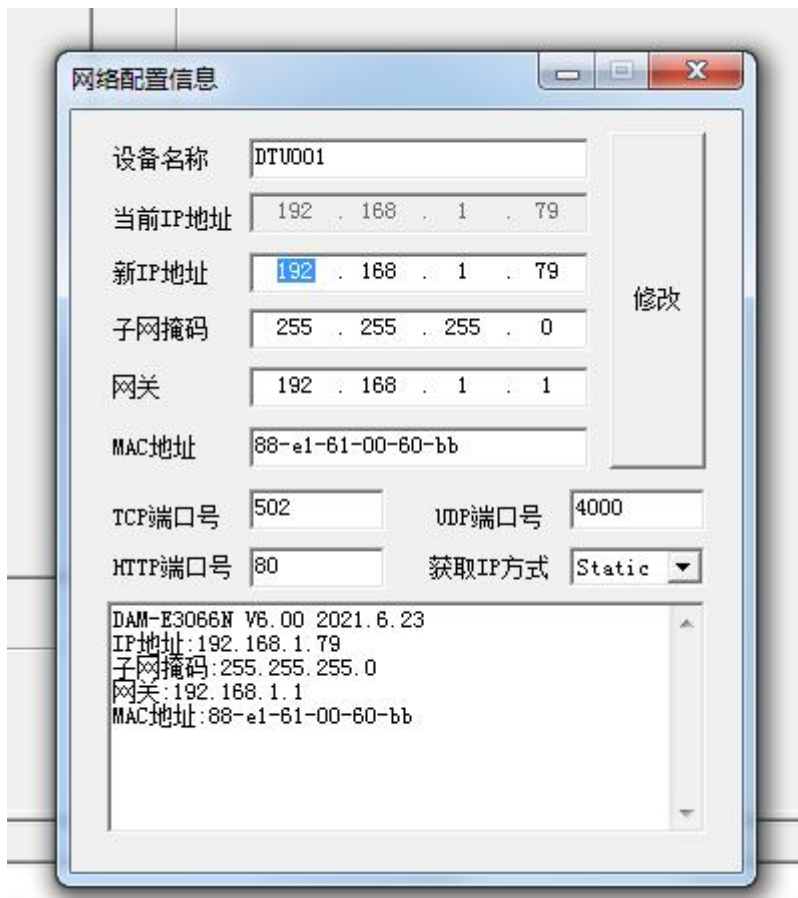 网络配置信息
设备名称 DTU001
当前IP地址 192 . 168 . 1 . 79
新IP地址 192 . 168 . 1 . 79
子网掩码 255 . 255 . 255 . 0
网关 192 . 168 . 1 . 1
MAC地址 88-e1-61-00-60-bb
修改
TCP端口号 502 UDP端口号 4000
HTTP端口号 80 获取IP方式 Static
DAM-E3066N V6.00 2021.6.23
IP地址:192.168.1.79
子网掩码:255.255.255.0
网关:192.168.1.1
MAC地址:88-e1-61-00-60-bb